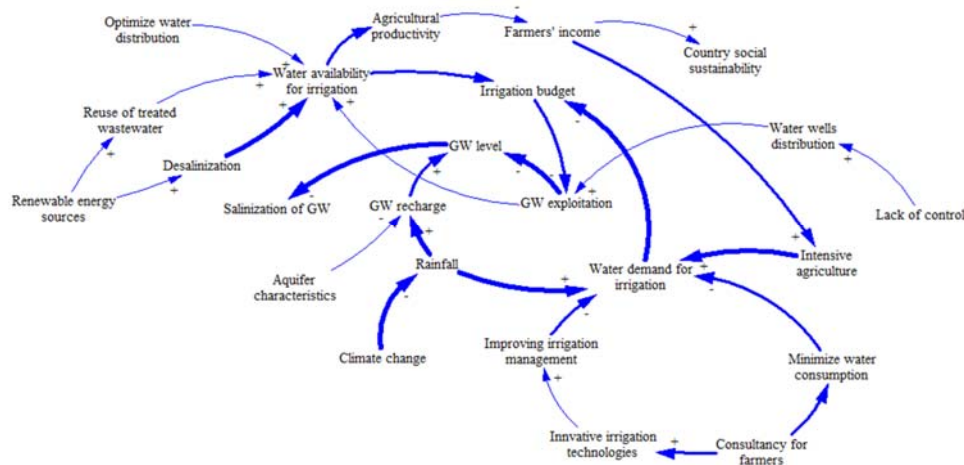 Optimize water
distribution
Agricultural
productivity
-
Farmers' income
+
Country social
sustainability
+
Water availability
for irrigation
+
+
+
+
Irrigation budget
-
-
Reuse of treated
wastewater
+
Water wells
distribution
+
Desalinization
+
GW level
+
-
-
Renewable energy
sources
Salinization of GW
-
GW recharge
-
+
GW exploitation
+
Lack of control
Aquifer
characteristics
Rainfall
-
+
Water demand for
irrigation
+
-
-
+
Intensive
agriculture
Climate change
Improving irrigation
management
+
Minimize water
consumption
Innvative irrigation
technologies
+
Consultancy for
farmers